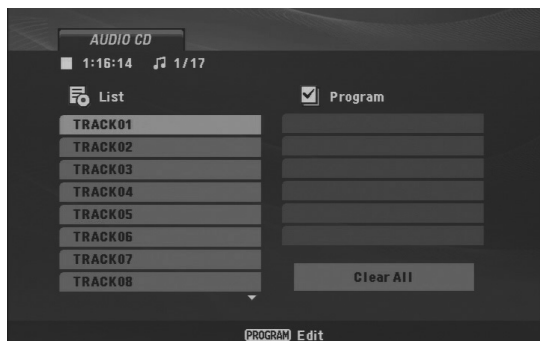 AUDIO CD
1:16:14 1/17
List
Program
TRACK01
TRACK02
TRACK03
TRACK04
TRACK05
TRACK06
TRACK07
TRACK08
Clear All
PROGRAM Edit